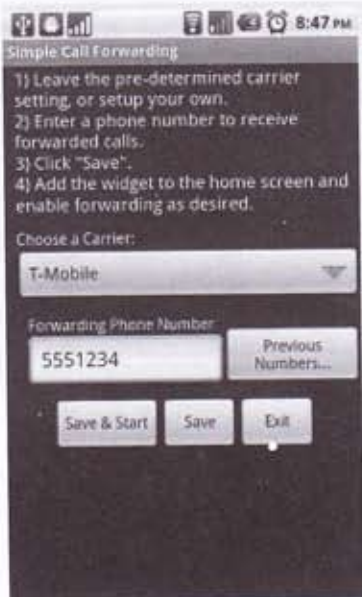 8:47 PM
Simple Call Forwarding
1) Leave the pre-determined carrier
setting, or setup your own.
2) Enter a phone number to receive
forwarded calls.
3) Click "Save".
4) Add the widget to the home screen and
enable forwarding as desired.
Choose a Carrier:
T-Mobile
Forwarding Phone Number
5551234
Previous
Numbers...
Save & Start
Save
Exit